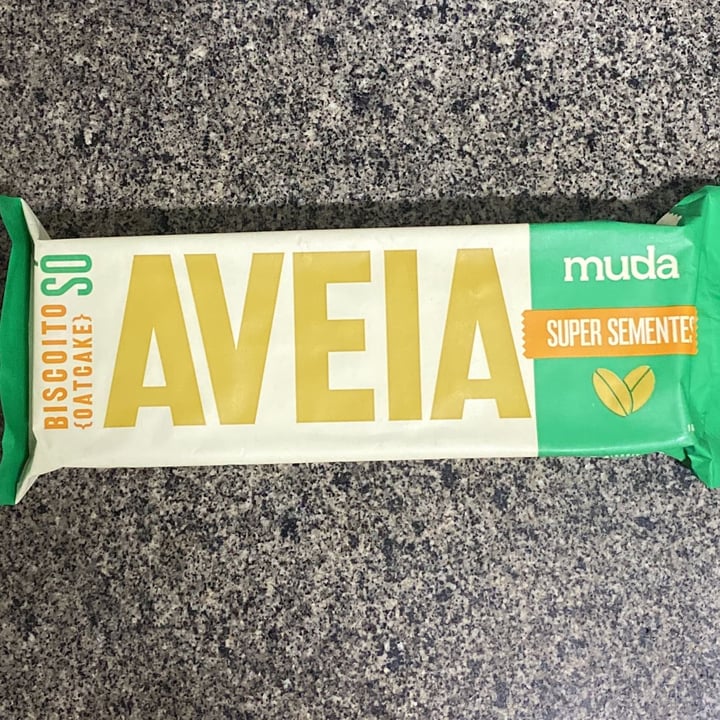 BISCOITO SÓ
{OATCAKE}
AVEIA
muda
SUPER SEMENTES